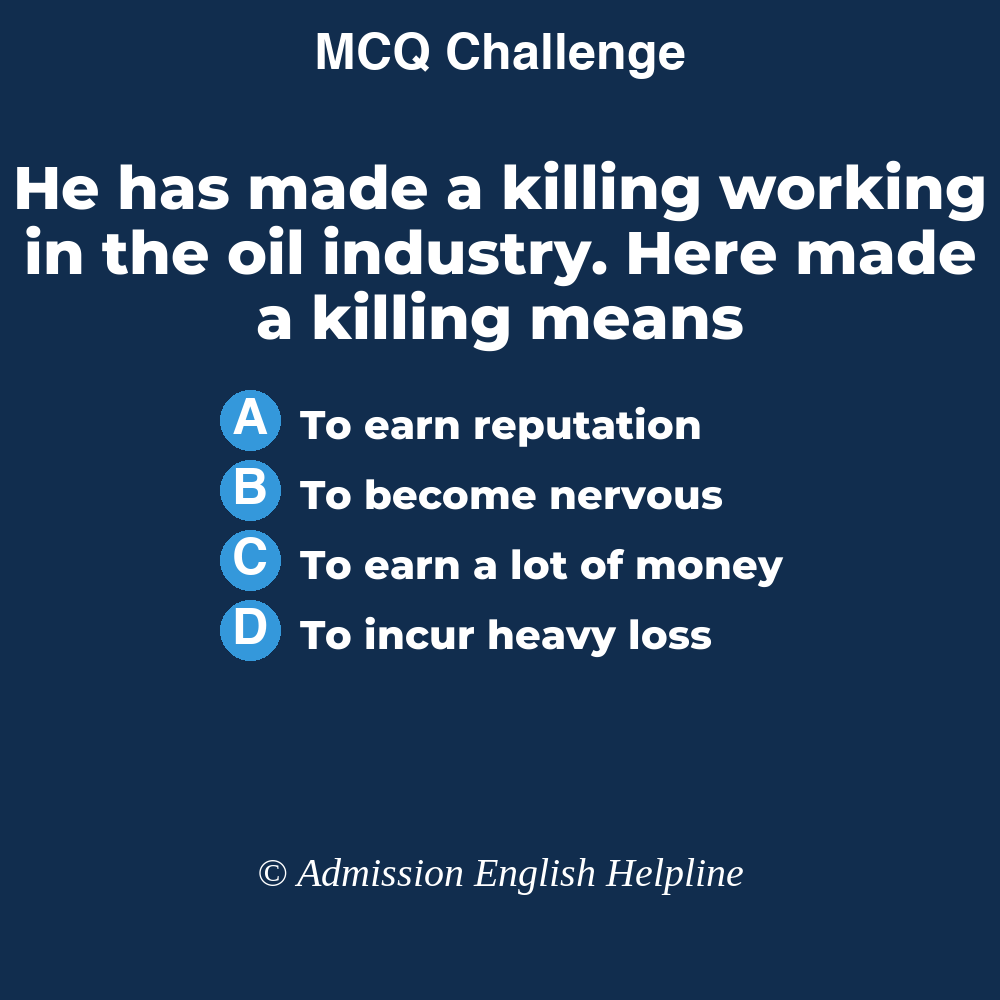 MCQ Challenge
He has made a killing working
in the oil industry. Here made
a killing means
A To earn reputation
B To become nervous
C To earn a lot of money
D To incur heavy loss
© Admission English Helpline